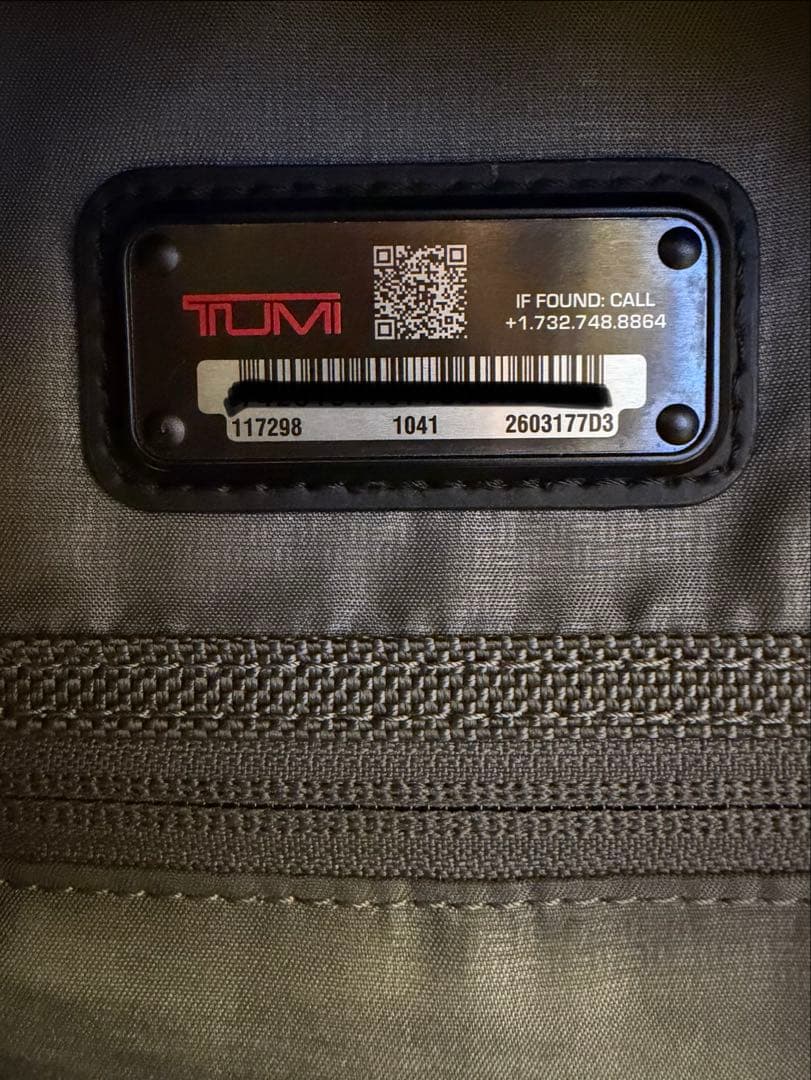 TUMI
IF FOUND: CALL
+1.732.748.8864
117298 1041 2603177D3